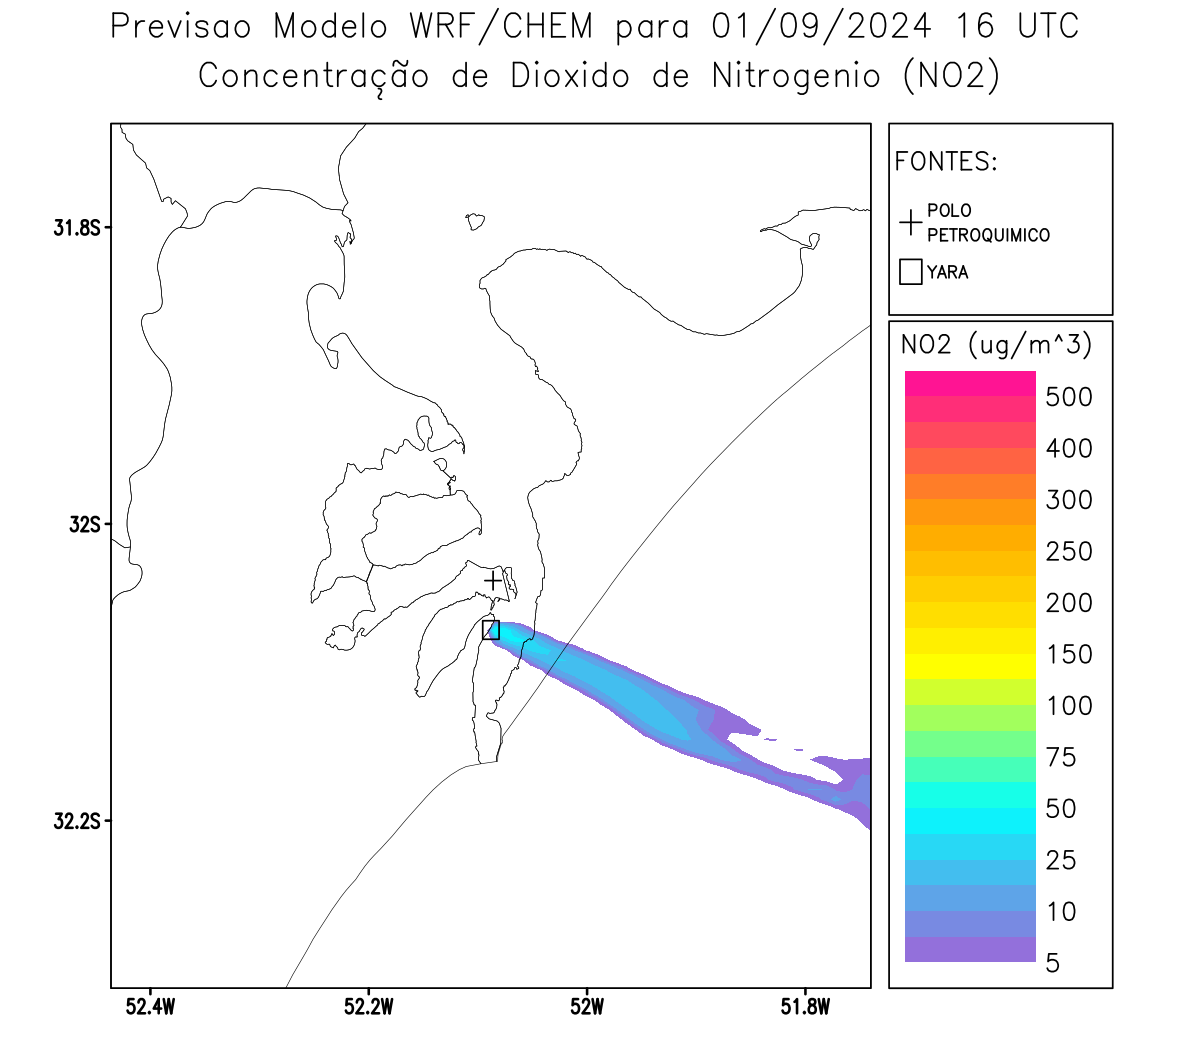 Previsao Modelo WRF/CHEM para 01/09/2024 16 UTC
Concentração de Dioxido de Nitrogenio (NO2)
FONTES:
POLO
PETROQUIMICO
YARA
NO2 (ug/m^3)
500
400
300
250
200
150
100
75
50
25
10
5
31.8S
32S
32.2S
52.4W
52.2W
52W
51.8W